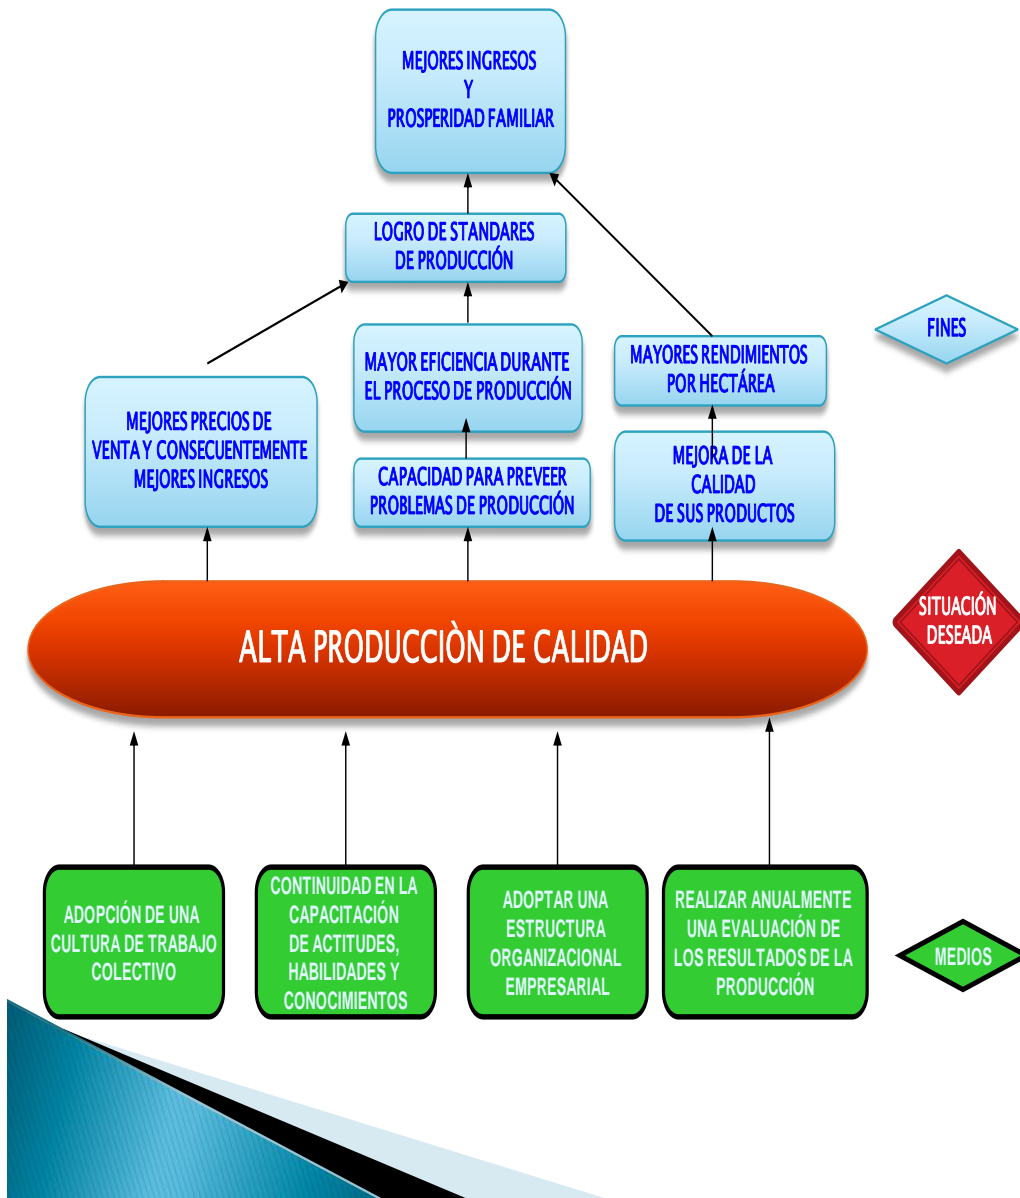 MEJORES INGRESOS
Y
PROSPERIDAD FAMILIAR
LOGRO DE STANDARES
DE PRODUCCIÓN
MAYOR EFICIENCIA DURANTE
EL PROCESO DE PRODUCCIÓN
MAYORES RENDIMIENTOS
POR HECTÁREA
FINES
MEJORES PRECIOS DE
VENTA Y CONSECUENTEMENTE
MEJORES INGRESOS
CAPACIDAD PARA PREVEER
PROBLEMAS DE PRODUCCIÓN
MEJORA DE LA
CALIDAD
DE SUS PRODUCTOS
ALTA PRODUCCIÒN DE CALIDAD
SITUACIÓN
DESEADA
ADOPCIÓN DE UNA
CULTURA DE TRABAJO
COLECTIVO
CONTINUIDAD EN LA
CAPACITACIÓN
DE ACTITUDES,
HABILIDADES Y
CONOCIMIENTOS
ADOPTAR UNA
ESTRUCTURA
ORGANIZACIONAL
EMPRESARIAL
REALIZAR ANUALMENTE
UNA EVALUACIÓN DE
LOS RESULTADOS DE LA
PRODUCCIÓN
MEDIOS